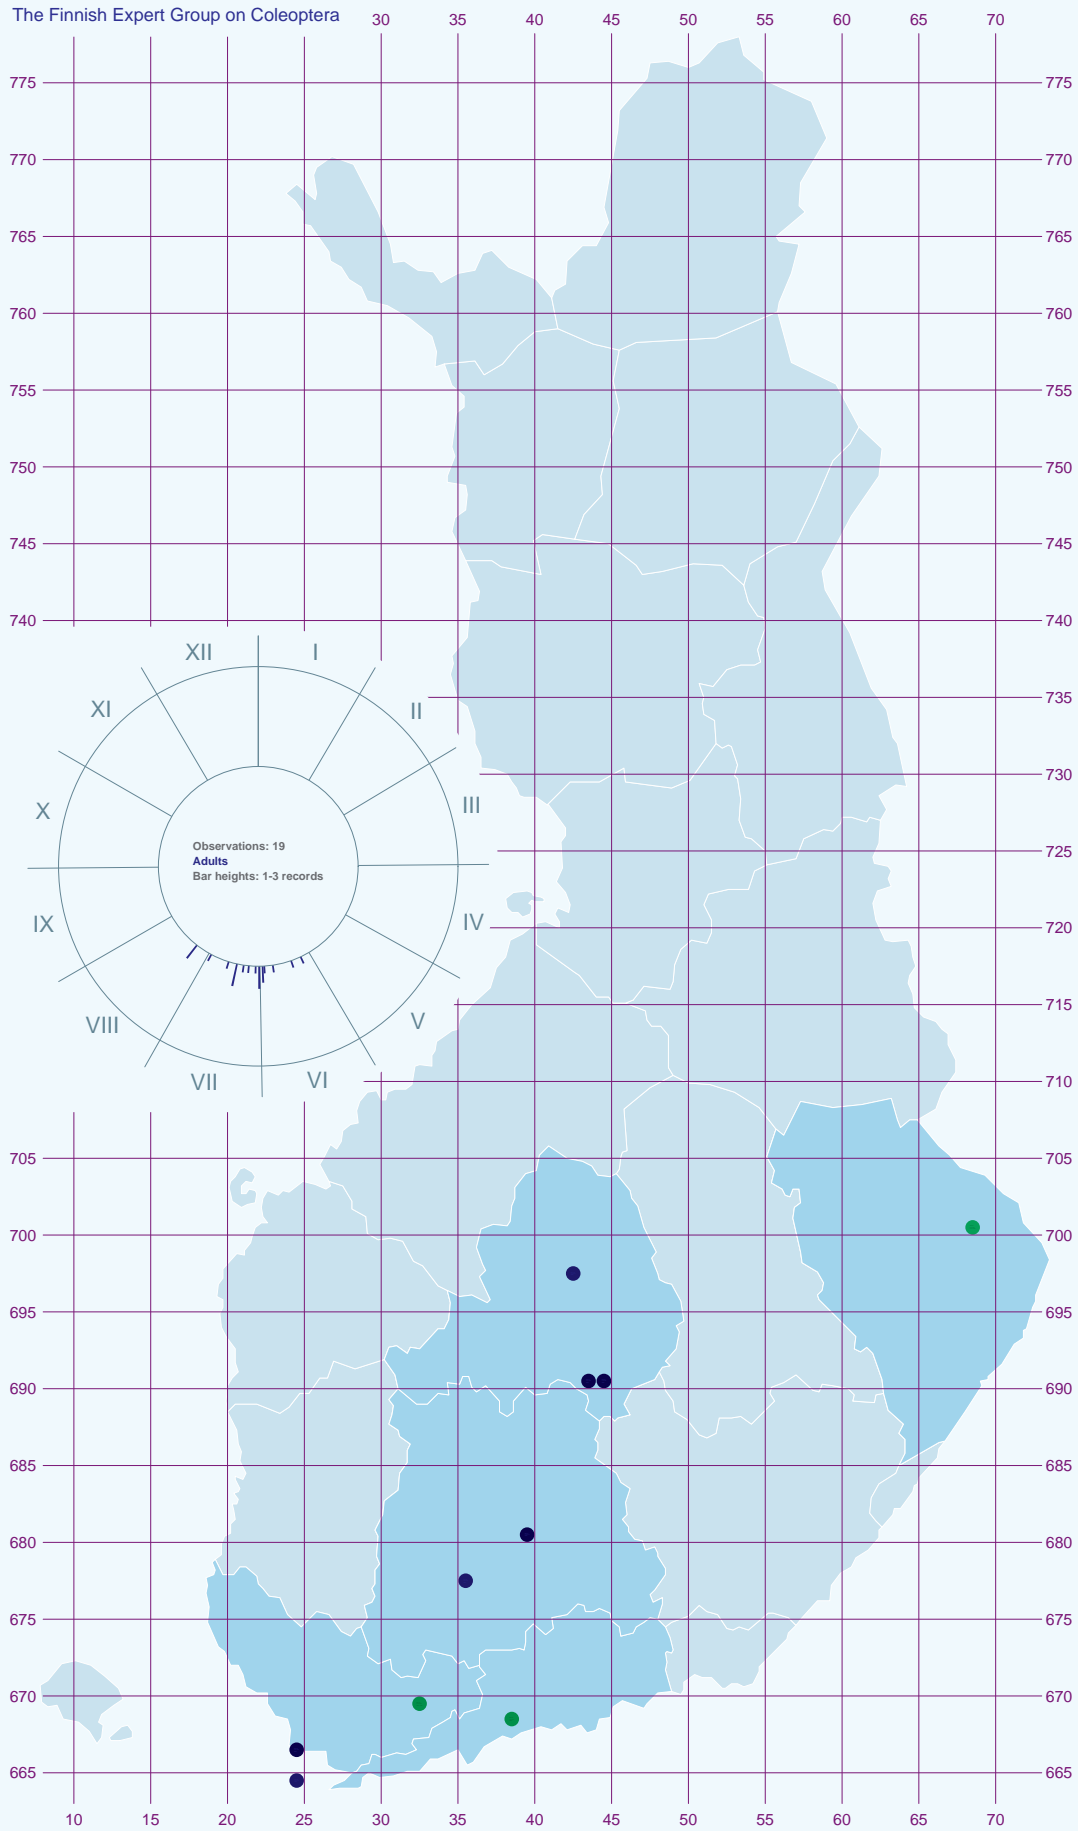 The Finnish Expert Group on Coleoptera 30 35 40 45 50 55 60 65 70
775 775
770 770
765 765
760 760
755 755
750 750
745 745
740 740
XII I
XI II
735
730
X III
Observations: 19
Adults
Bar heights: 1-3 records
725
IX IV
720
VIII V
715
VII VI
710
705 705
700 700
695 695
690 690
685 685
680 680
675 675
670 670
665 665
10 15 20 25 30 35 40 45 50 55 60 65 70